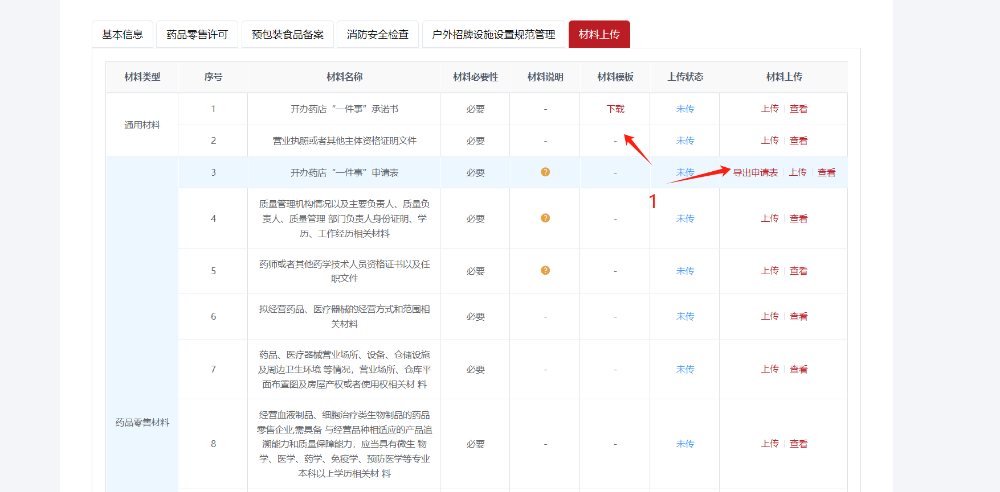 基本信息 药品零售许可 预包装食品备案 消防安全检查 户外招牌设施设置规范管理 材料上传
材料类型 序号 材料名称 材料必要性 材料说明 材料模板 上传状态 材料上传
通用材料
1 开办药店“一件事”承诺书 必要 - 下载 未传 上传 查看
2 营业执照或者其他主体资格证明文件 必要 - - 未传 上传 查看
药品零售材料
3 开办药店“一件事”申请表 必要 ? - 未传 导出申请表 上传 查看
1
4 质量管理机构情况以及主要负责人、质量负
责人、质量管理 部门负责人身份证明、学
历、工作经历相关材料 必要 ? - 未传 上传 查看
5 药师或者其他药学技术人员资格证书以及任
职文件 必要 ? - 未传 上传 查看
6 拟经营药品、医疗器械的经营方式和范围相
关材料 必要 - - 未传 上传 查看
7 药品、医疗器械营业场所、设备、仓储设施
及周边卫生环境 等情况，营业场所、仓库平
面布置图及房屋产权或者使用权相关材 料 必要 - - 未传 上传 查看
8 经营血液制品、细胞治疗类生物制品的药品
零售企业,需具备 与经营品种相适应的产品追
溯能力和质量保障能力，应当具有微生 物
学、医学、药学、免疫学、预防医学等专业
本科以上学历相关材 料 必要 - - 未传 上传 查看